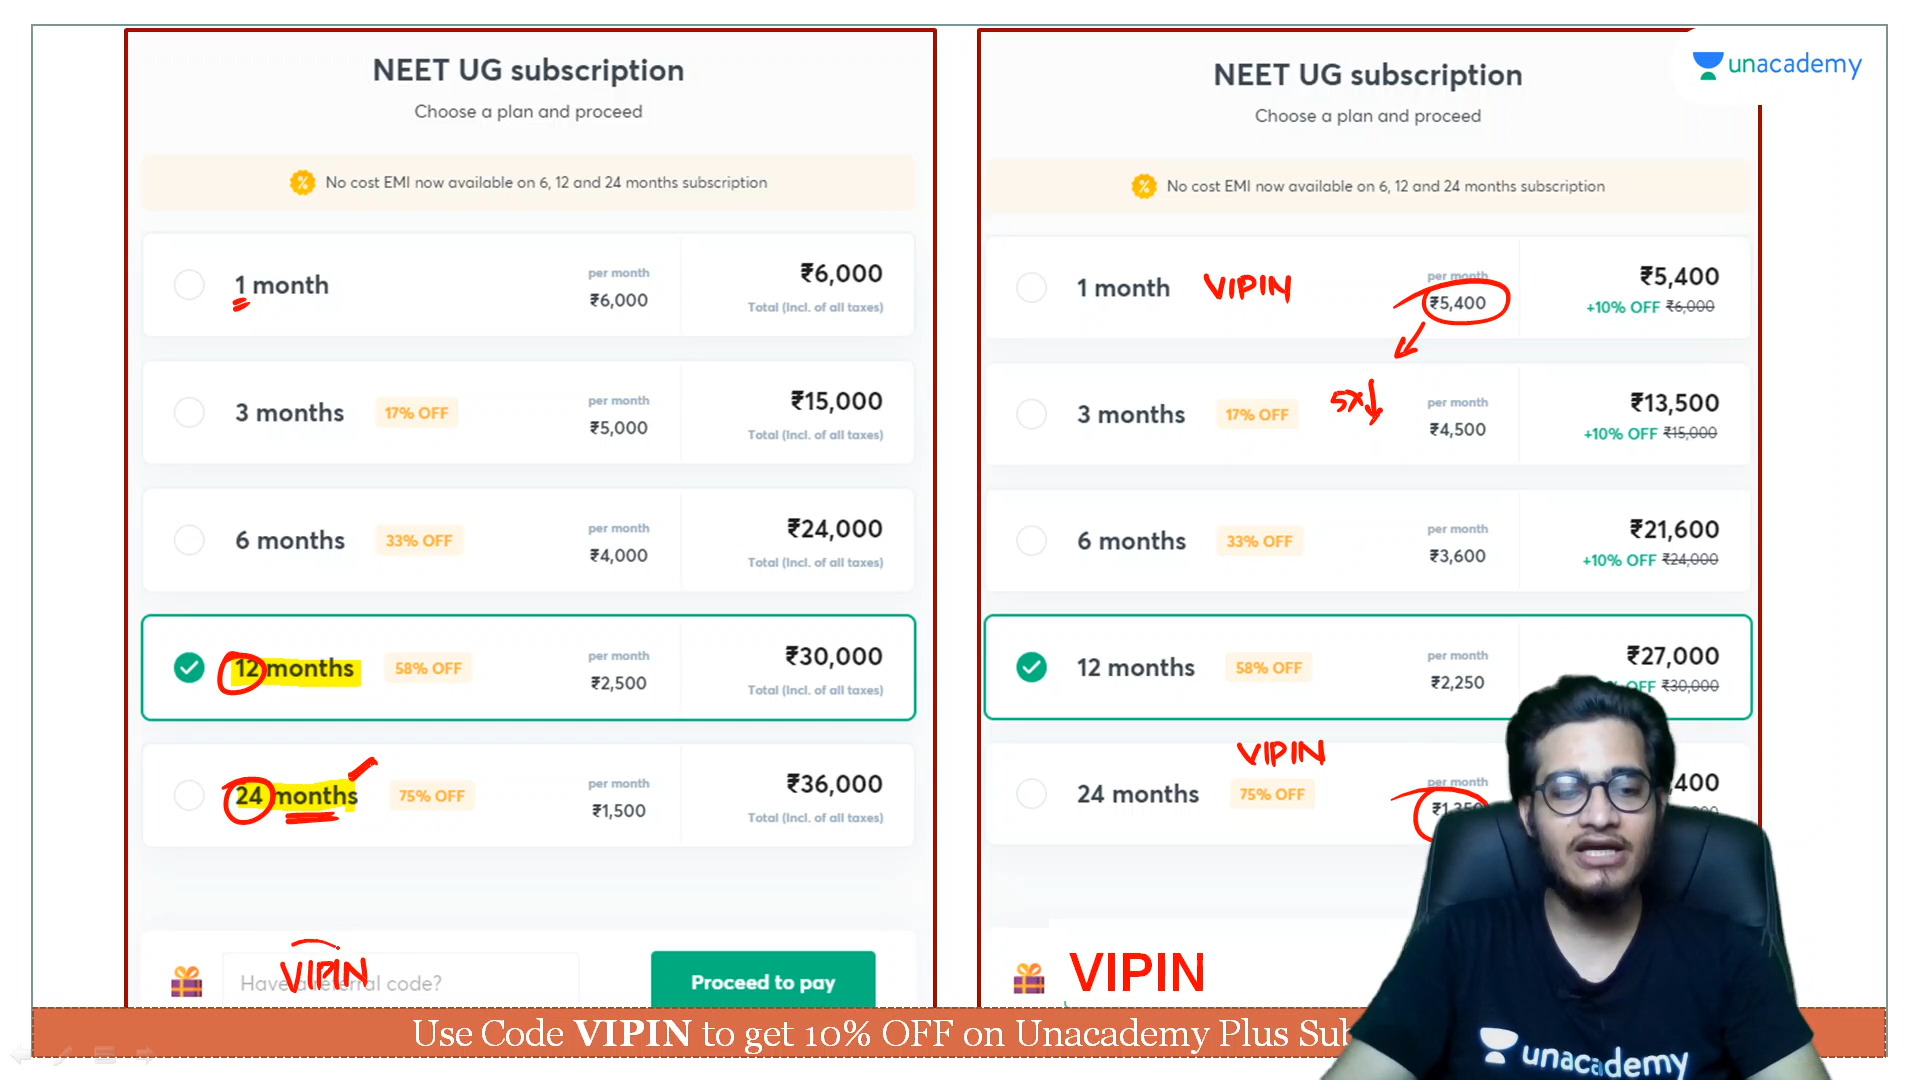 NEET UG subscription
Choose a plan and proceed
No cost EMI now available on 6, 12 and 24 months subscription
1 month
per month
₹6,000
₹6,000
Total (Incl. of all taxes)
3 months
17% OFF
per month
₹5,000
₹15,000
Total (Incl. of all taxes)
6 months
33% OFF
per month
₹4,000
₹24,000
Total (Incl. of all taxes)
12 months
58% OFF
per month
₹2,500
₹30,000
Total (Incl. of all taxes)
24 months
75% OFF
per month
₹1,500
₹36,000
Total (Incl. of all taxes)
VIPIN
Have a referral code?
Proceed to pay
unacademy
NEET UG subscription
Choose a plan and proceed
No cost EMI now available on 6, 12 and 24 months subscription
1 month
VIPIN
per month
₹5,400
₹5,400
+10% OFF ₹6,000
3 months
17% OFF
5X
per month
₹4,500
₹13,500
+10% OFF ₹15,000
6 months
33% OFF
per month
₹3,600
₹21,600
+10% OFF ₹24,000
12 months
58% OFF
per month
₹2,250
₹27,000
OFF ₹30,000
VIPIN
24 months
75% OFF
per month
VIPIN
Use Code VIPIN to get 10% OFF on Unacademy Plus
unacademy